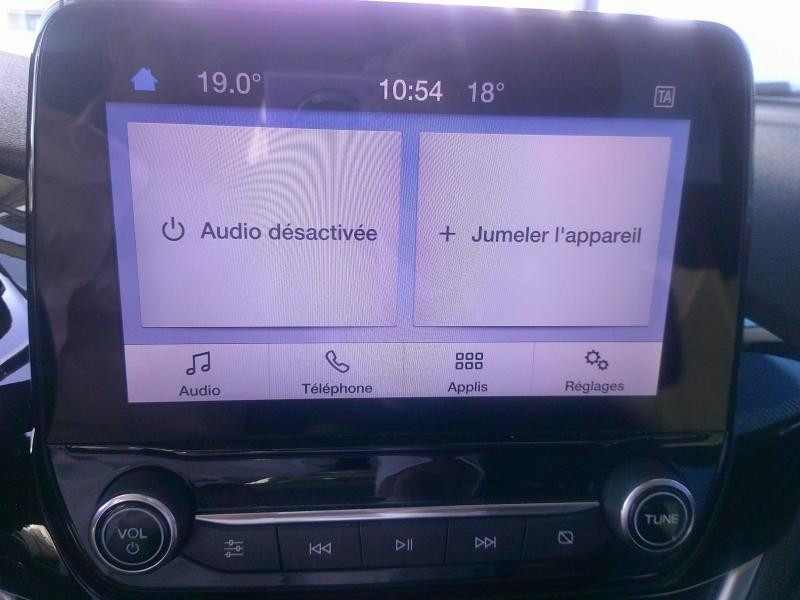 19.0° 10:54 18° TA
Audio désactivée
+ Jumeler l'appareil
Audio Téléphone Applis Réglages
VOL
TUNE